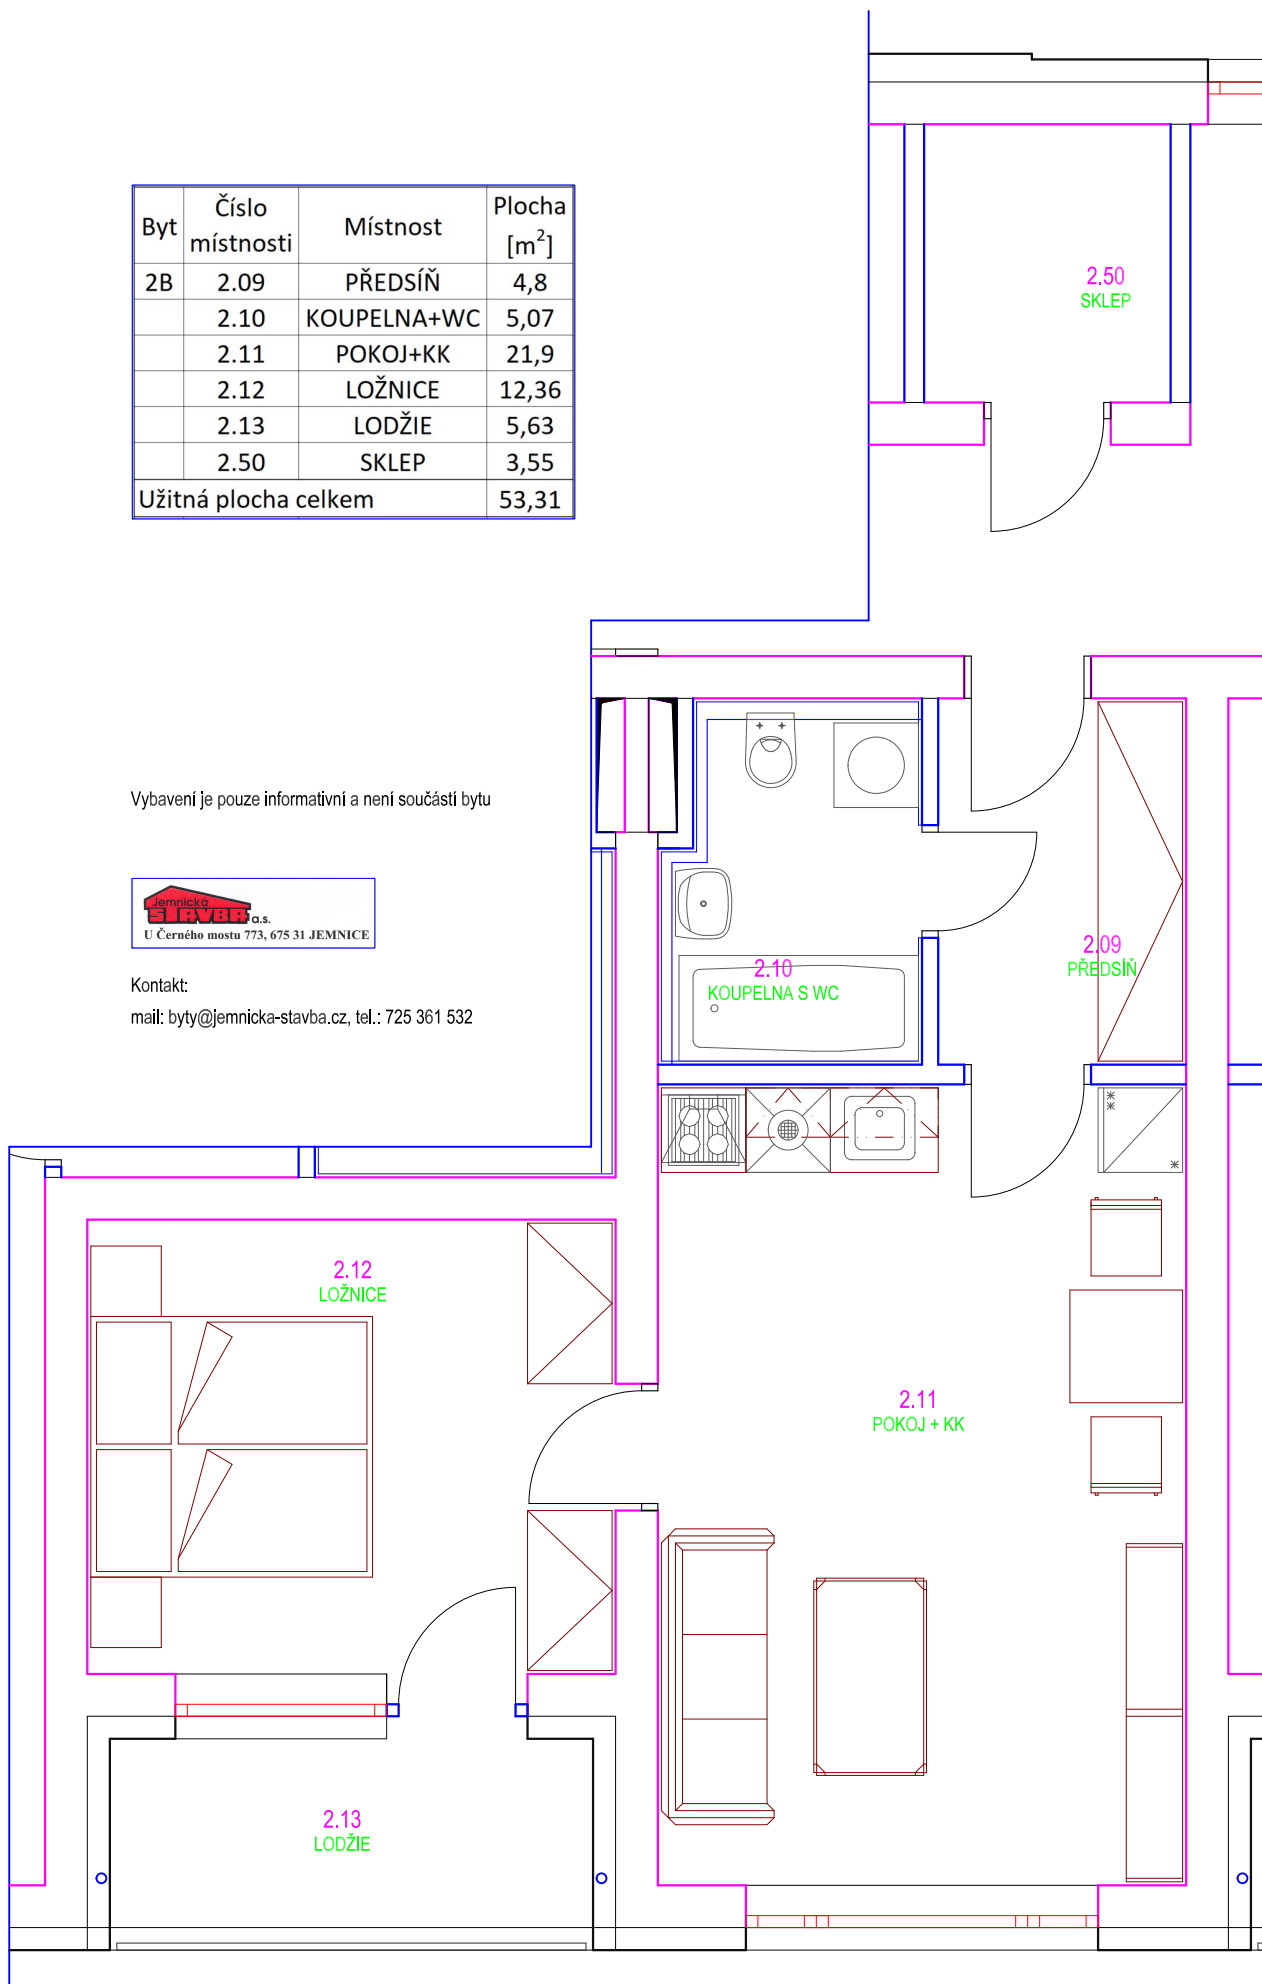 Byt Číslo místnosti Místnost Plocha [m²]
2B 2.09 PŘEDSÍŇ 4,8
2.10 KOUPELNA+WC 5,07
2.11 POKOJ+KK 21,9
2.12 LOŽNICE 12,36
2.13 LODŽIE 5,63
2.50 SKLEP 3,55
Užitná plocha celkem 53,31
2.50
SKLEP
Vybavení je pouze informativní a není součástí bytu
Jemnická
STAVBA a.s.
U Černého mostu 773, 675 31 JEMNICE
Kontakt:
mail: byty@jemnicka-stavba.cz, tel.: 725 361 532
2.09
PŘEDSÍŇ
2.10
KOUPELNA S WC
2.12
LOŽNICE
2.11
POKOJ + KK
2.13
LODŽIE